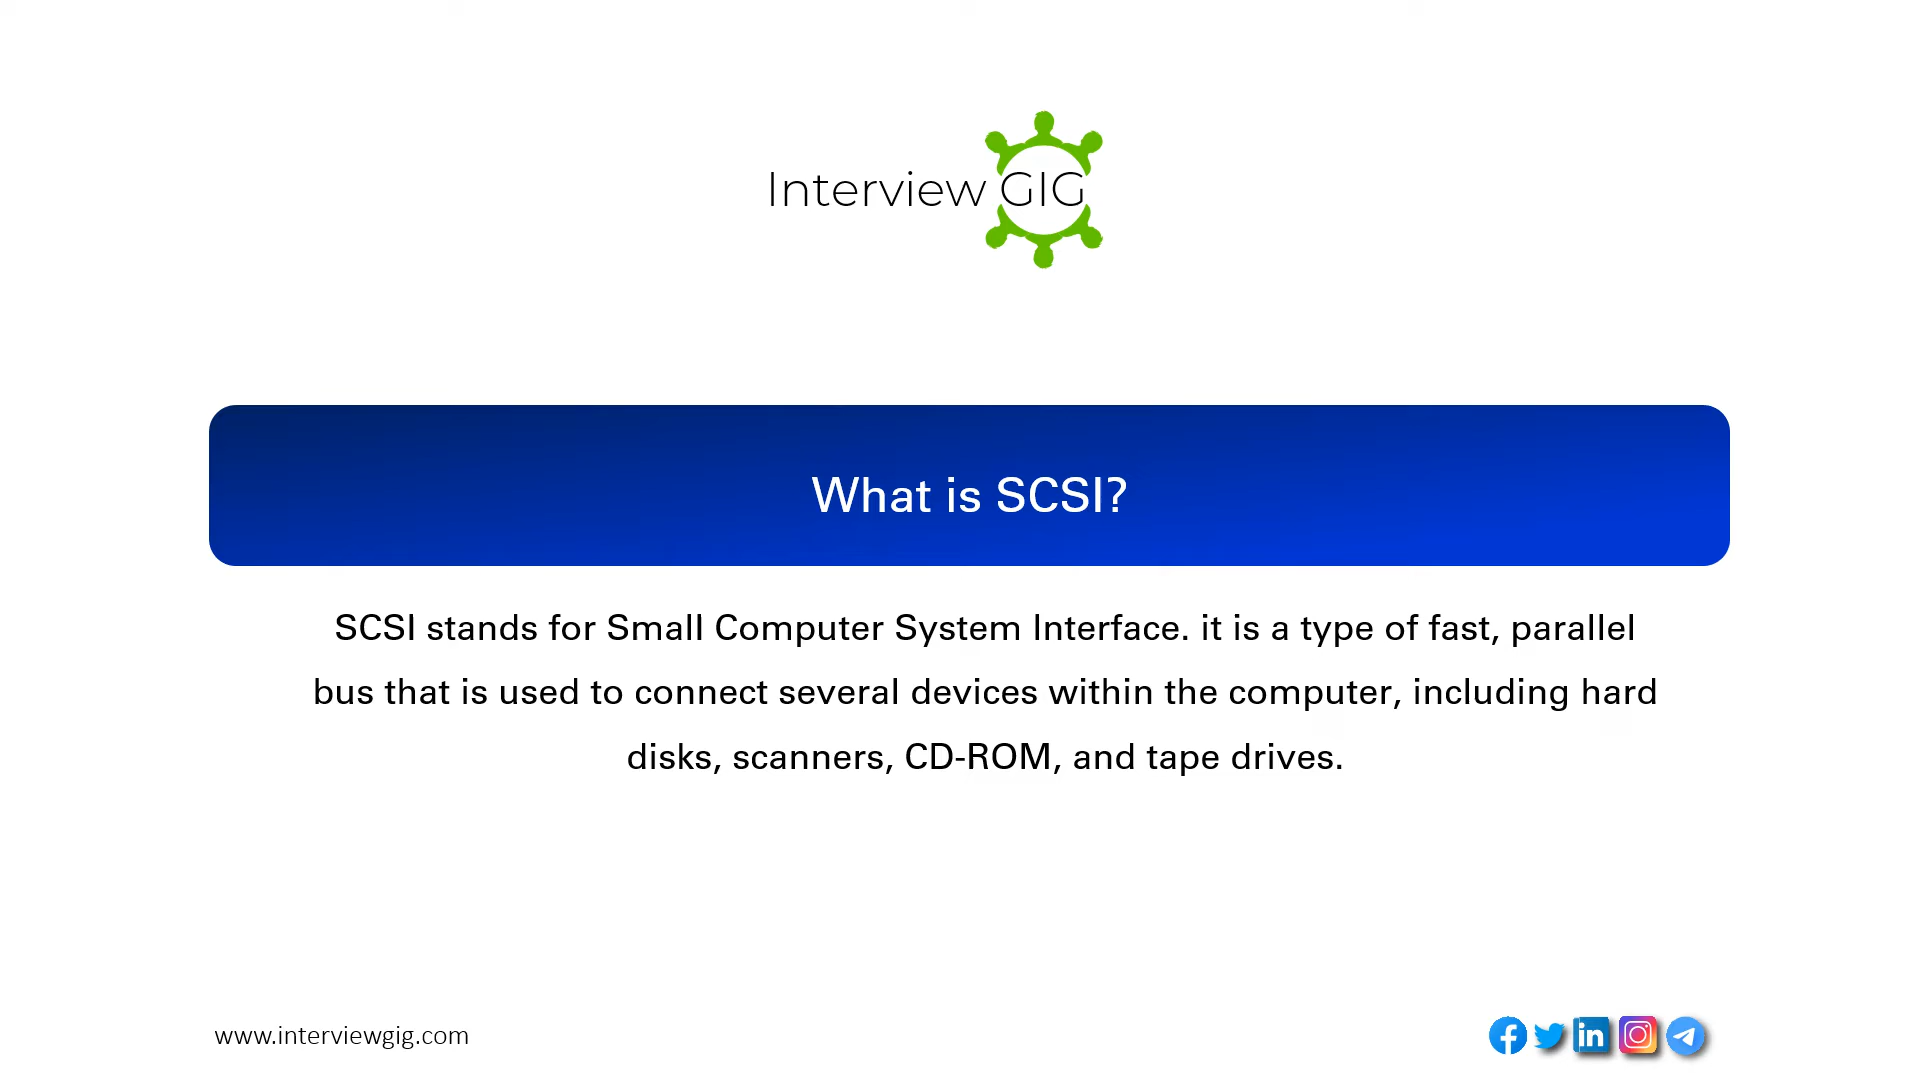 Interview GIG
What is SCSI?
SCSI stands for Small Computer System Interface. it is a type of fast, parallel
bus that is used to connect several devices within the computer, including hard
disks, scanners, CD-ROM, and tape drives.
www.interviewgig.com